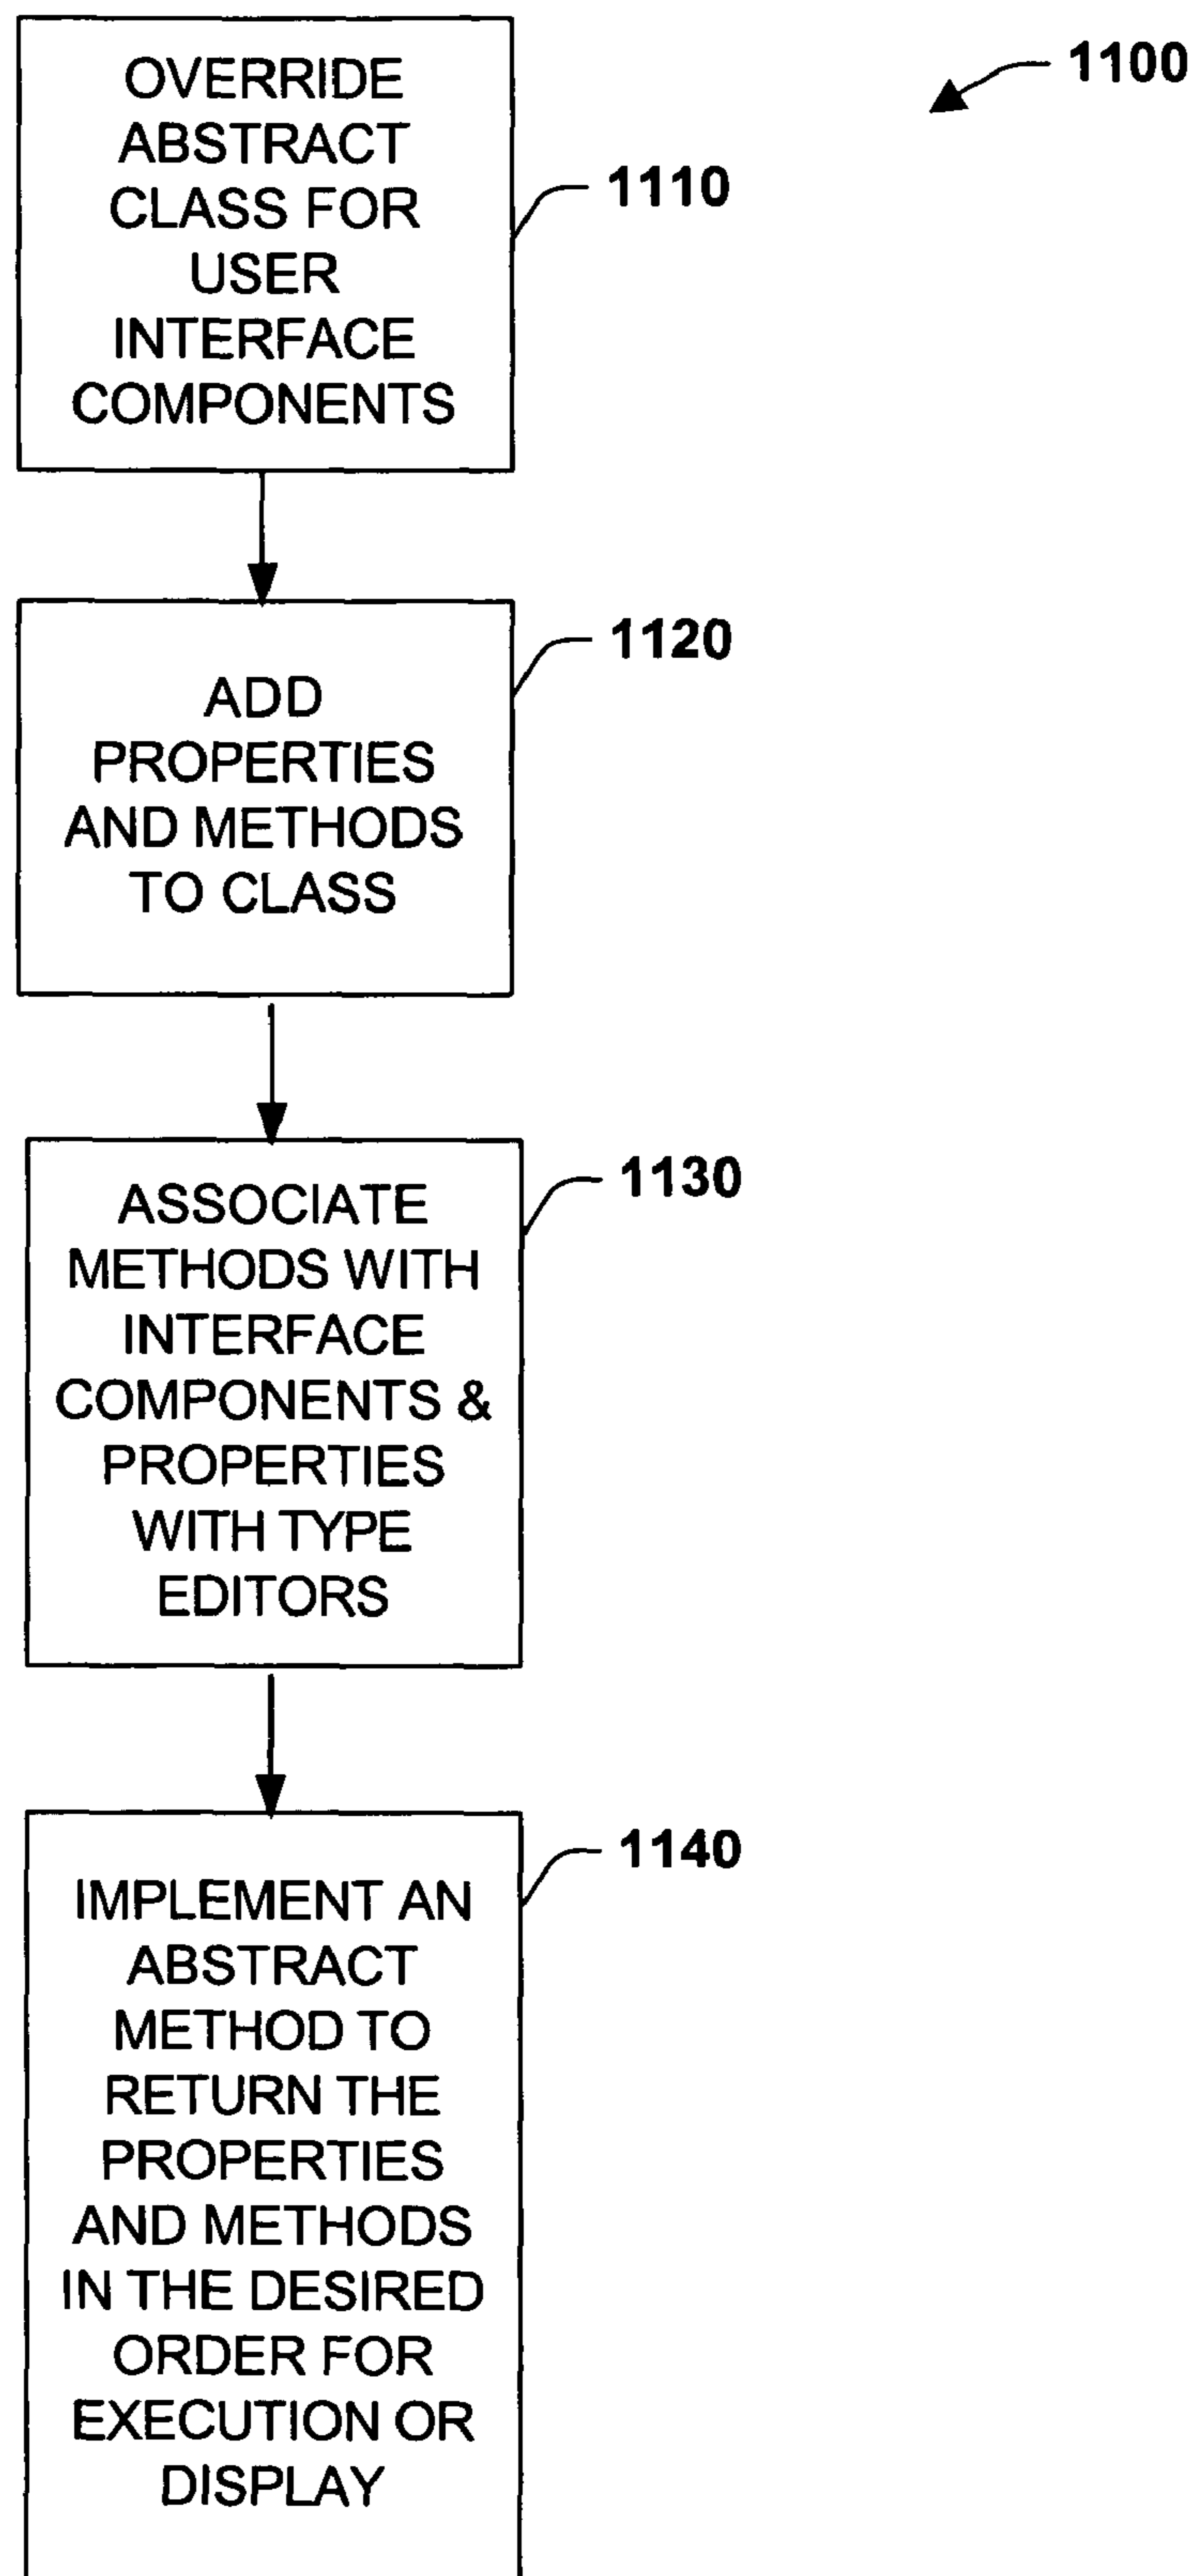 1100
OVERRIDE
ABSTRACT
CLASS FOR
USER
INTERFACE
COMPONENTS
1110
ADD
PROPERTIES
AND METHODS
TO CLASS
1120
ASSOCIATE
METHODS WITH
INTERFACE
COMPONENTS &
PROPERTIES
WITH TYPE
EDITORS
1130
IMPLEMENT AN
ABSTRACT
METHOD TO
RETURN THE
PROPERTIES
AND METHODS
IN THE DESIRED
ORDER FOR
EXECUTION OR
DISPLAY
1140